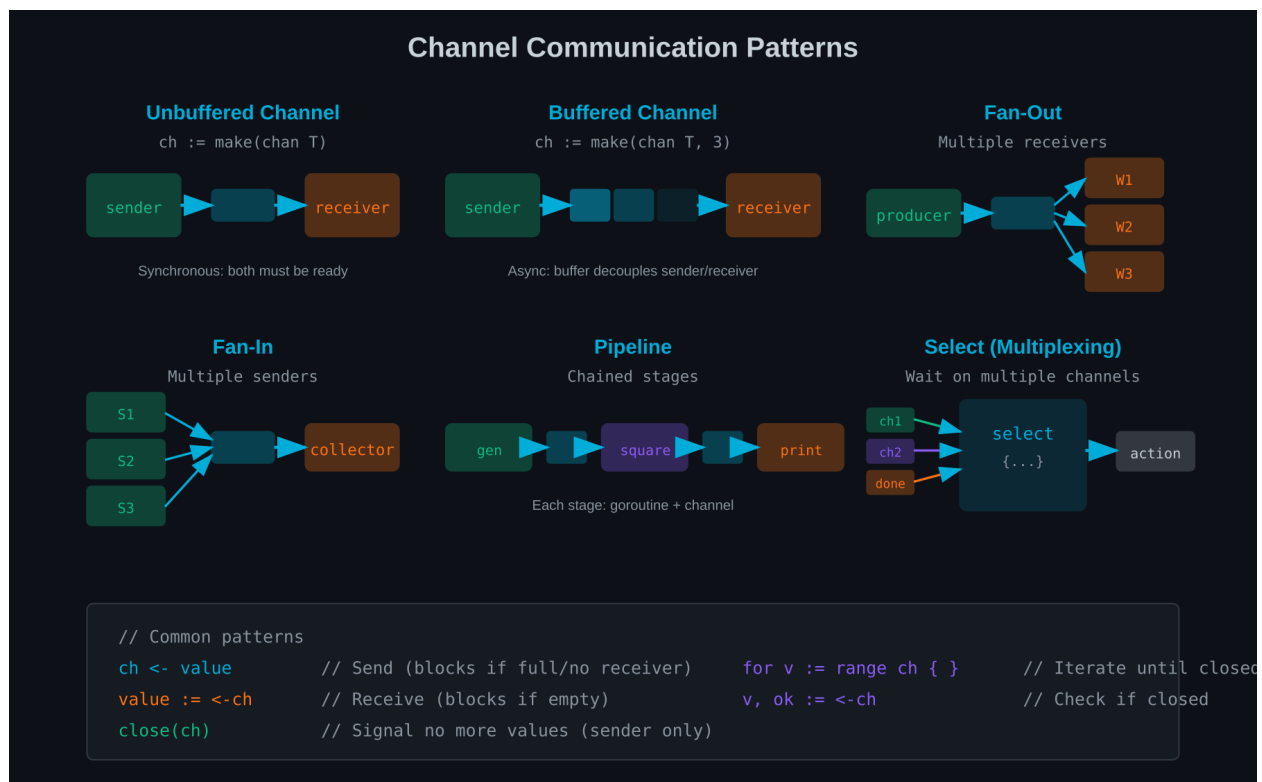 Channel Communication Patterns
Unbuffered Channel
ch := make(chan T)
sender
receiver
Synchronous: both must be ready
Buffered Channel
ch := make(chan T, 3)
sender
receiver
Async: buffer decouples sender/receiver
Fan-Out
Multiple receivers
producer
W1
W2
W3
Fan-In
Multiple senders
S1
S2
S3
collector
Pipeline
Chained stages
gen
square
print
Each stage: goroutine + channel
Select (Multiplexing)
Wait on multiple channels
ch1
ch2
done
select
{...}
action
// Common patterns
ch <- value // Send (blocks if full/no receiver) for v := range ch { } // Iterate until closed
value := <-ch // Receive (blocks if empty) v, ok := <-ch // Check if closed
close(ch) // Signal no more values (sender only)